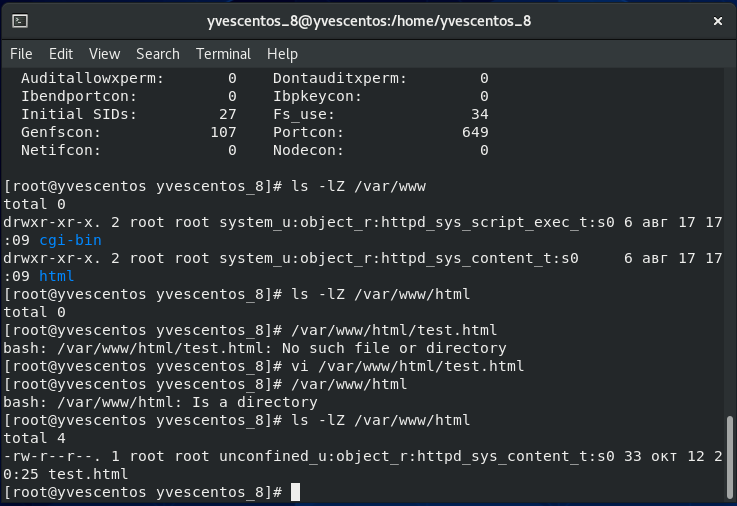 yvescentos_8@yvescentos:/home/yvescentos_8
File Edit View Search Terminal Help
Auditallowxperm: 0 Dontauditxperm: 0
Ibendportcon: 0 Ibpkeycon: 0
Initial SIDs: 27 Fs_use: 34
Genfscon: 107 Portcon: 649
Netifcon: 0 Nodecon: 0
[root@yvescentos yvescentos_8]# ls -lZ /var/www
total 0
drwxr-xr-x. 2 root root system_u:object_r:httpd_sys_script_exec_t:s0 6 авг 17 17
:09 cgi-bin
drwxr-xr-x. 2 root root system_u:object_r:httpd_sys_content_t:s0 6 авг 17 17
:09 html
[root@yvescentos yvescentos_8]# ls -lZ /var/www/html
total 0
[root@yvescentos yvescentos_8]# /var/www/html/test.html
bash: /var/www/html/test.html: No such file or directory
[root@yvescentos yvescentos_8]# vi /var/www/html/test.html
[root@yvescentos yvescentos_8]# /var/www/html
bash: /var/www/html: Is a directory
[root@yvescentos yvescentos_8]# ls -lZ /var/www/html
total 4
-rw-r--r--. 1 root root unconfined_u:object_r:httpd_sys_content_t:s0 33 окт 12 2
0:25 test.html
[root@yvescentos yvescentos_8]#